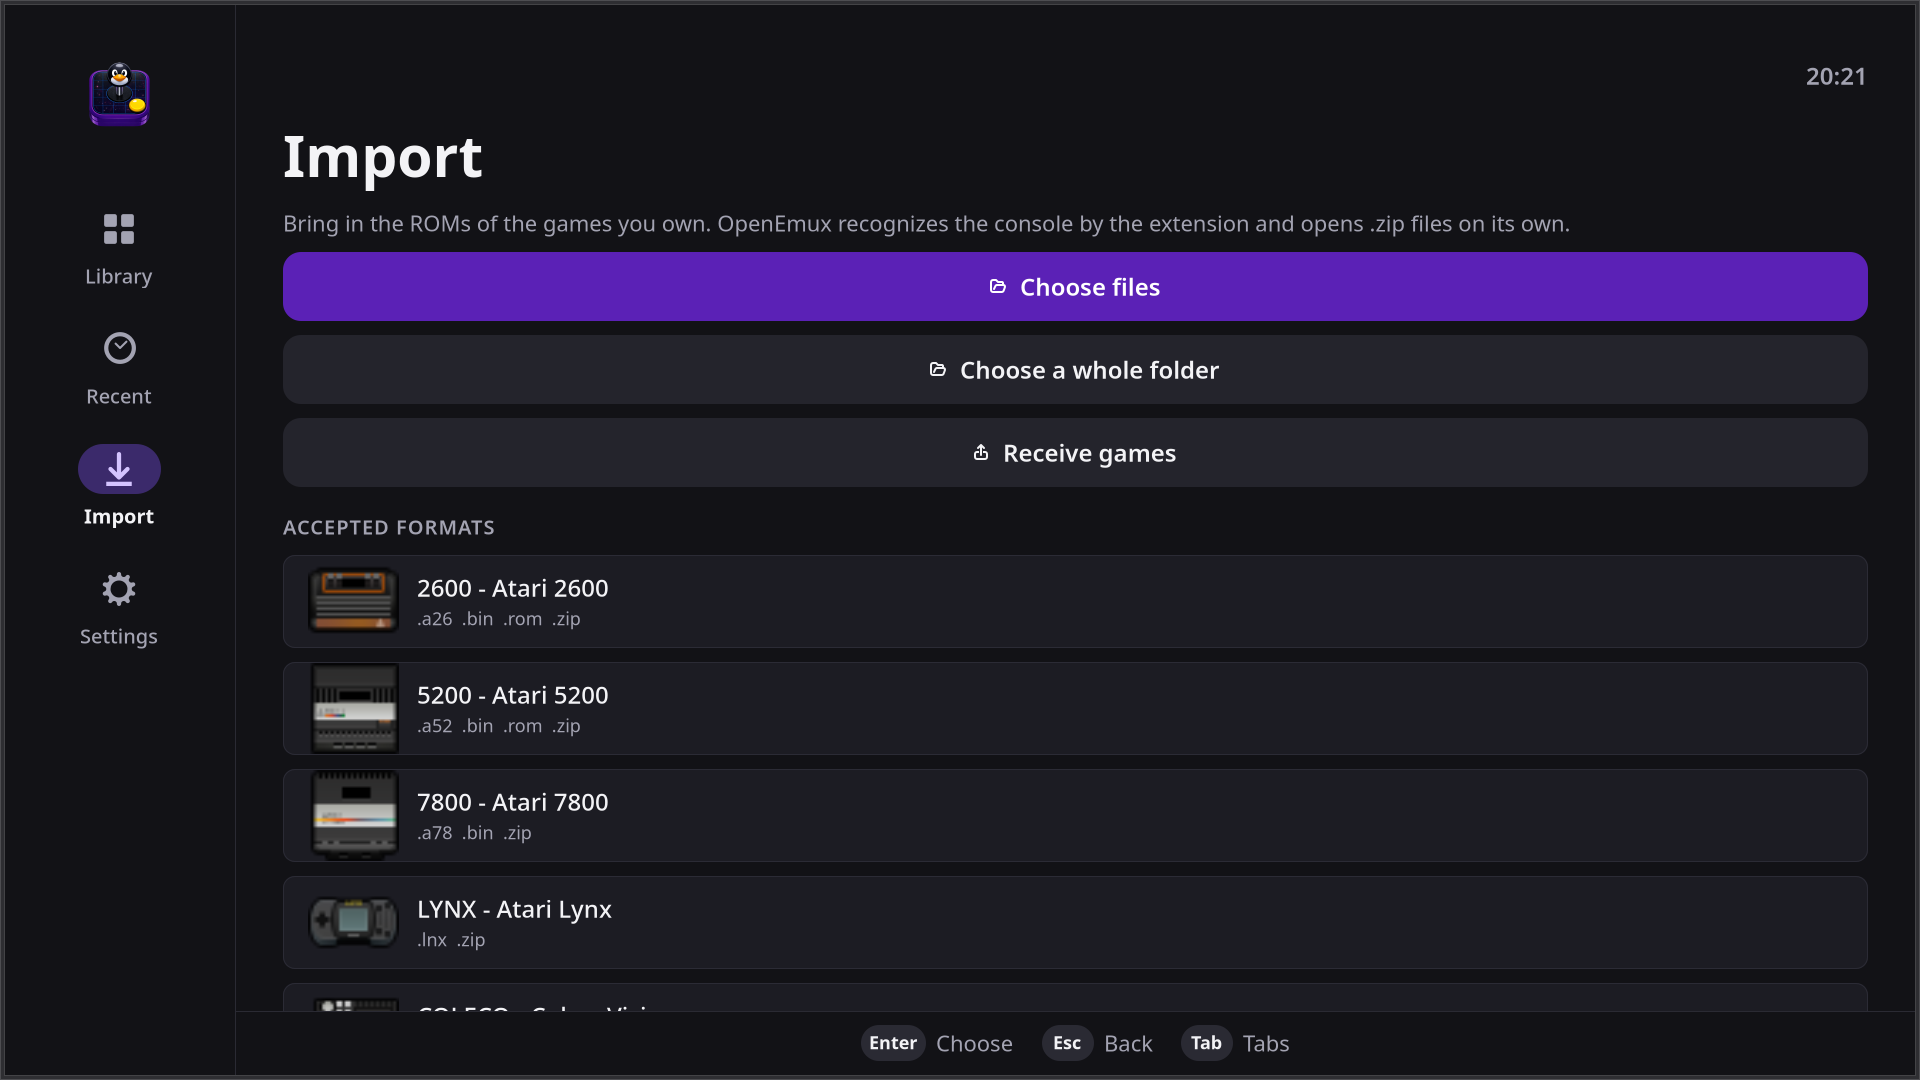 20:21
Library
Recent
Import
Settings
Import
Bring in the ROMs of the games you own. OpenEmux recognizes the console by the extension and opens .zip files on its own.
Choose files
Choose a whole folder
Receive games
ACCEPTED FORMATS
2600 - Atari 2600
.a26 .bin .rom .zip
5200 - Atari 5200
.a52 .bin .rom .zip
7800 - Atari 7800
.a78 .bin .zip
LYNX - Atari Lynx
.lnx .zip
Enter Choose Esc Back Tab Tabs